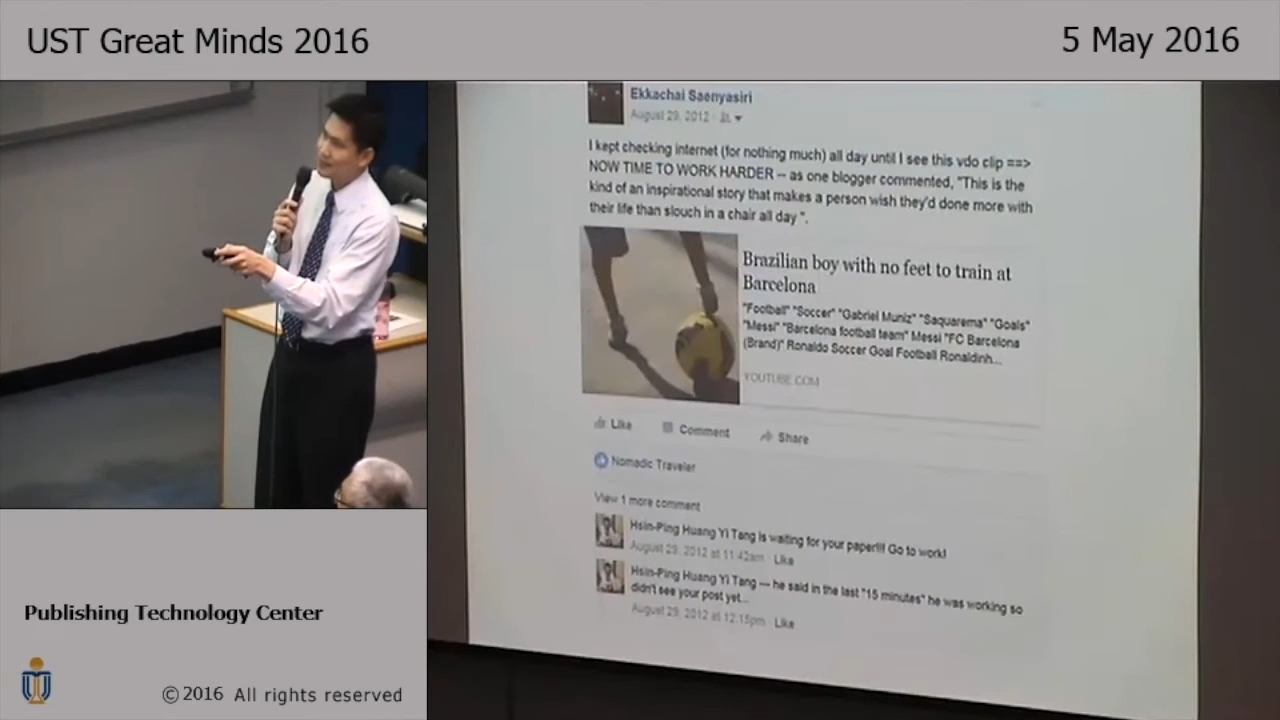 UST Great Minds 2016
5 May 2016
Ekkachai Saenyasiri
August 29, 2012
I kept checking internet (for nothing much) all day until I see this vdo clip ==>
NOW TIME TO WORK HARDER -- as one blogger commented, "This is the
kind of an inspirational story that makes a person wish they'd done more with
their life than slouch in a chair all day ".
Brazilian boy with no feet to train at
Barcelona
"Football" "Soccer" "Gabriel Muniz" "Saquarema" "Goals"
"Messi" "Barcelona football team" Messi "FC Barcelona
(Brand)" Ronaldo Soccer Goal Football Ronaldinh...
YOUTUBE.COM
Like Comment Share
Nomadic Traveler
View 1 more comment
Hsin-Ping Huang Yi Tang is waiting for your paper!!! Go to work!
August 29, 2012 at 11:42am · Like
Hsin-Ping Huang Yi Tang --- he said in the last "15 minutes" he was working so
didn't see your post yet...
August 29, 2012 at 12:15pm · Like
Publishing Technology Center
© 2016 All rights reserved